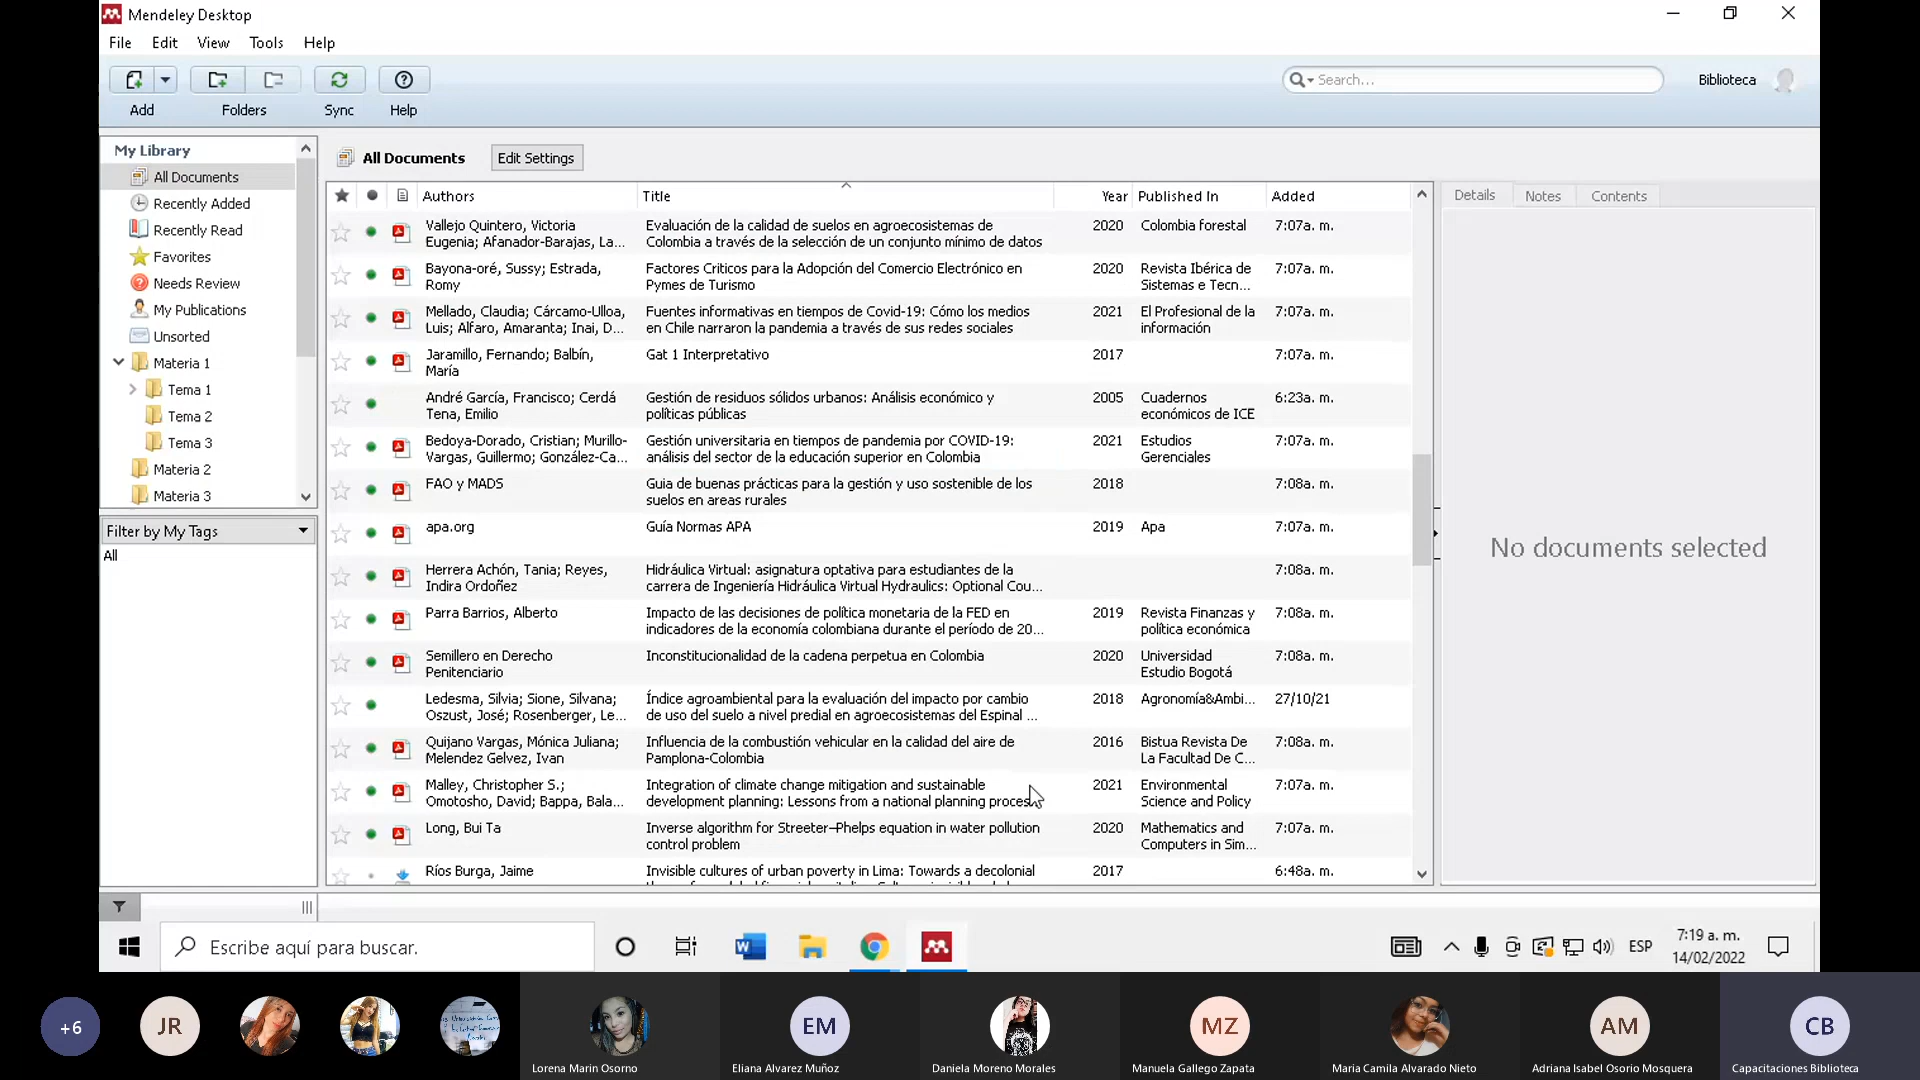 Mendeley Desktop
File Edit View Tools Help
Search...
Biblioteca
Add Folders Sync Help
My Library
All Documents
Recently Added
Recently Read
Favorites
Needs Review
My Publications
Unsorted
Materia 1
Tema 1
Tema 2
Tema 3
Materia 2
Materia 3
Filter by My Tags
All
All Documents Edit Settings
Authors Title Year Published In Added
Vallejo Quintero, Victoria Evaluación de la calidad de suelos en agroecosistemas de 2020 Colombia forestal 7:07a. m.
Eugenia; Afanador-Barajas, La... Colombia a través de la selección de un conjunto mínimo de datos
Bayona-oré, Sussy; Estrada, Factores Criticos para la Adopción del Comercio Electrónico en 2020 Revista Ibérica de 7:07a. m.
Romy Pymes de Turismo Sistemas e Tecn...
Mellado, Claudia; Cárcamo-Ulloa, Fuentes informativas en tiempos de Covid-19: Cómo los medios 2021 El Profesional de la 7:07a. m.
Luis; Alfaro, Amaranta; Inai, D... en Chile narraron la pandemia a través de sus redes sociales información
Jaramillo, Fernando; Balbín, Gat 1 Interpretativo 2017 7:07a. m.
María
André García, Francisco; Cerdá Gestión de residuos sólidos urbanos: Análisis económico y 2005 Cuadernos 6:23a. m.
Tena, Emilio políticas públicas económicos de ICE
Bedoya-Dorado, Cristian; Murillo- Gestión universitaria en tiempos de pandemia por COVID-19: 2021 Estudios 7:07a. m.
Vargas, Guillermo; González-Ca... análisis del sector de la educación superior en Colombia Gerenciales
FAO y MADS Guia de buenas prácticas para la gestión y uso sostenible de los 2018 7:08a. m.
suelos en areas rurales
apa.org Guía Normas APA 2019 Apa 7:07a. m.
Herrera Achón, Tania; Reyes, Hidráulica Virtual: asignatura optativa para estudiantes de la 7:08a. m.
Indira Ordoñez carrera de Ingeniería Hidráulica Virtual Hydraulics: Optional Cou...
Parra Barrios, Alberto Impacto de las decisiones de política monetaria de la FED en 2019 Revista Finanzas y 7:08a. m.
indicadores de la economía colombiana durante el período de 20... política económica
Semillero en Derecho Inconstitucionalidad de la cadena perpetua en Colombia 2020 Universidad 7:08a. m.
Penitenciario Estudio Bogotá
Ledesma, Silvia; Sione, Silvana; Índice agroambiental para la evaluación del impacto por cambio 2018 Agronomía&Ambi... 27/10/21
Oszust, José; Rosenberger, Le... de uso del suelo a nivel predial en agroecosistemas del Espinal ...
Quijano Vargas, Mónica Juliana; Influencia de la combustión vehicular en la calidad del aire de 2016 Bistua Revista De 7:08a. m.
Melendez Gelvez, Ivan Pamplona-Colombia La Facultad De C...
Malley, Christopher S.; Integration of climate change mitigation and sustainable 2021 Environmental 7:07a. m.
Omotosho, David; Bappa, Bala... development planning: Lessons from a national planning process Science and Policy
Long, Bui Ta Inverse algorithm for Streeter–Phelps equation in water pollution 2020 Mathematics and 7:07a. m.
control problem Computers in Sim...
Ríos Burga, Jaime Invisible cultures of urban poverty in Lima: Towards a decolonial 2017 6:48a. m.
Details Notes Contents
No documents selected
Escribe aquí para buscar.
ESP
7:19 a. m.
14/02/2022
+6 JR EM MZ AM CB
Lorena Marin Osorno Eliana Alvarez Muñoz Daniela Moreno Morales Manuela Gallego Zapata Maria Camila Alvarado Nieto Adriana Isabel Osorio Mosquera Capacitaciones Biblioteca